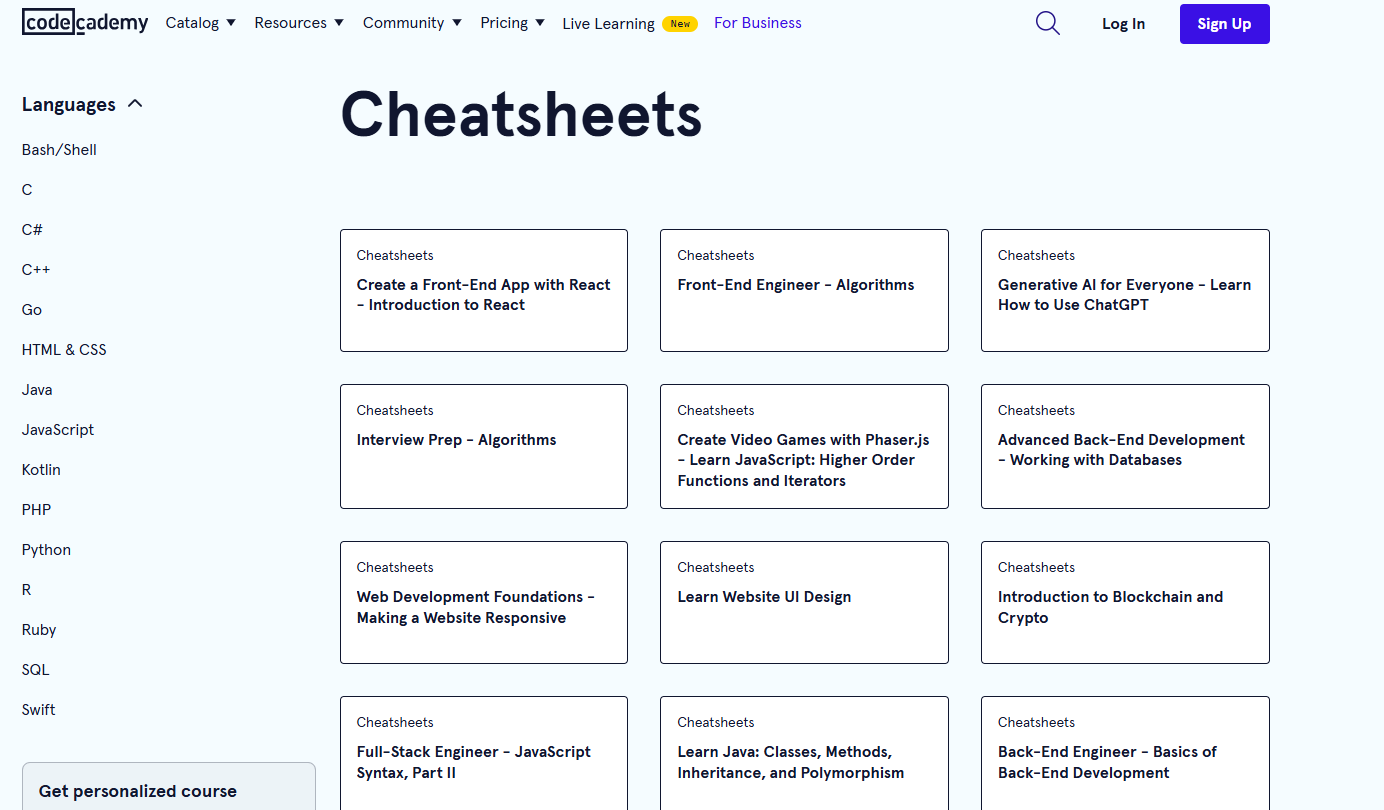 codecademy Catalog Resources Community Pricing Live Learning New For Business Log In Sign Up
Languages
Bash/Shell
C
C#
C++
Go
HTML & CSS
Java
JavaScript
Kotlin
PHP
Python
R
Ruby
SQL
Swift
Get personalized course
Cheatsheets
Cheatsheets
Create a Front-End App with React
- Introduction to React
Cheatsheets
Front-End Engineer - Algorithms
Cheatsheets
Generative AI for Everyone - Learn
How to Use ChatGPT
Cheatsheets
Interview Prep - Algorithms
Cheatsheets
Create Video Games with Phaser.js
- Learn JavaScript: Higher Order
Functions and Iterators
Cheatsheets
Advanced Back-End Development
- Working with Databases
Cheatsheets
Web Development Foundations -
Making a Website Responsive
Cheatsheets
Learn Website UI Design
Cheatsheets
Introduction to Blockchain and
Crypto
Cheatsheets
Full-Stack Engineer - JavaScript
Syntax, Part II
Cheatsheets
Learn Java: Classes, Methods,
Inheritance, and Polymorphism
Cheatsheets
Back-End Engineer - Basics of
Back-End Development